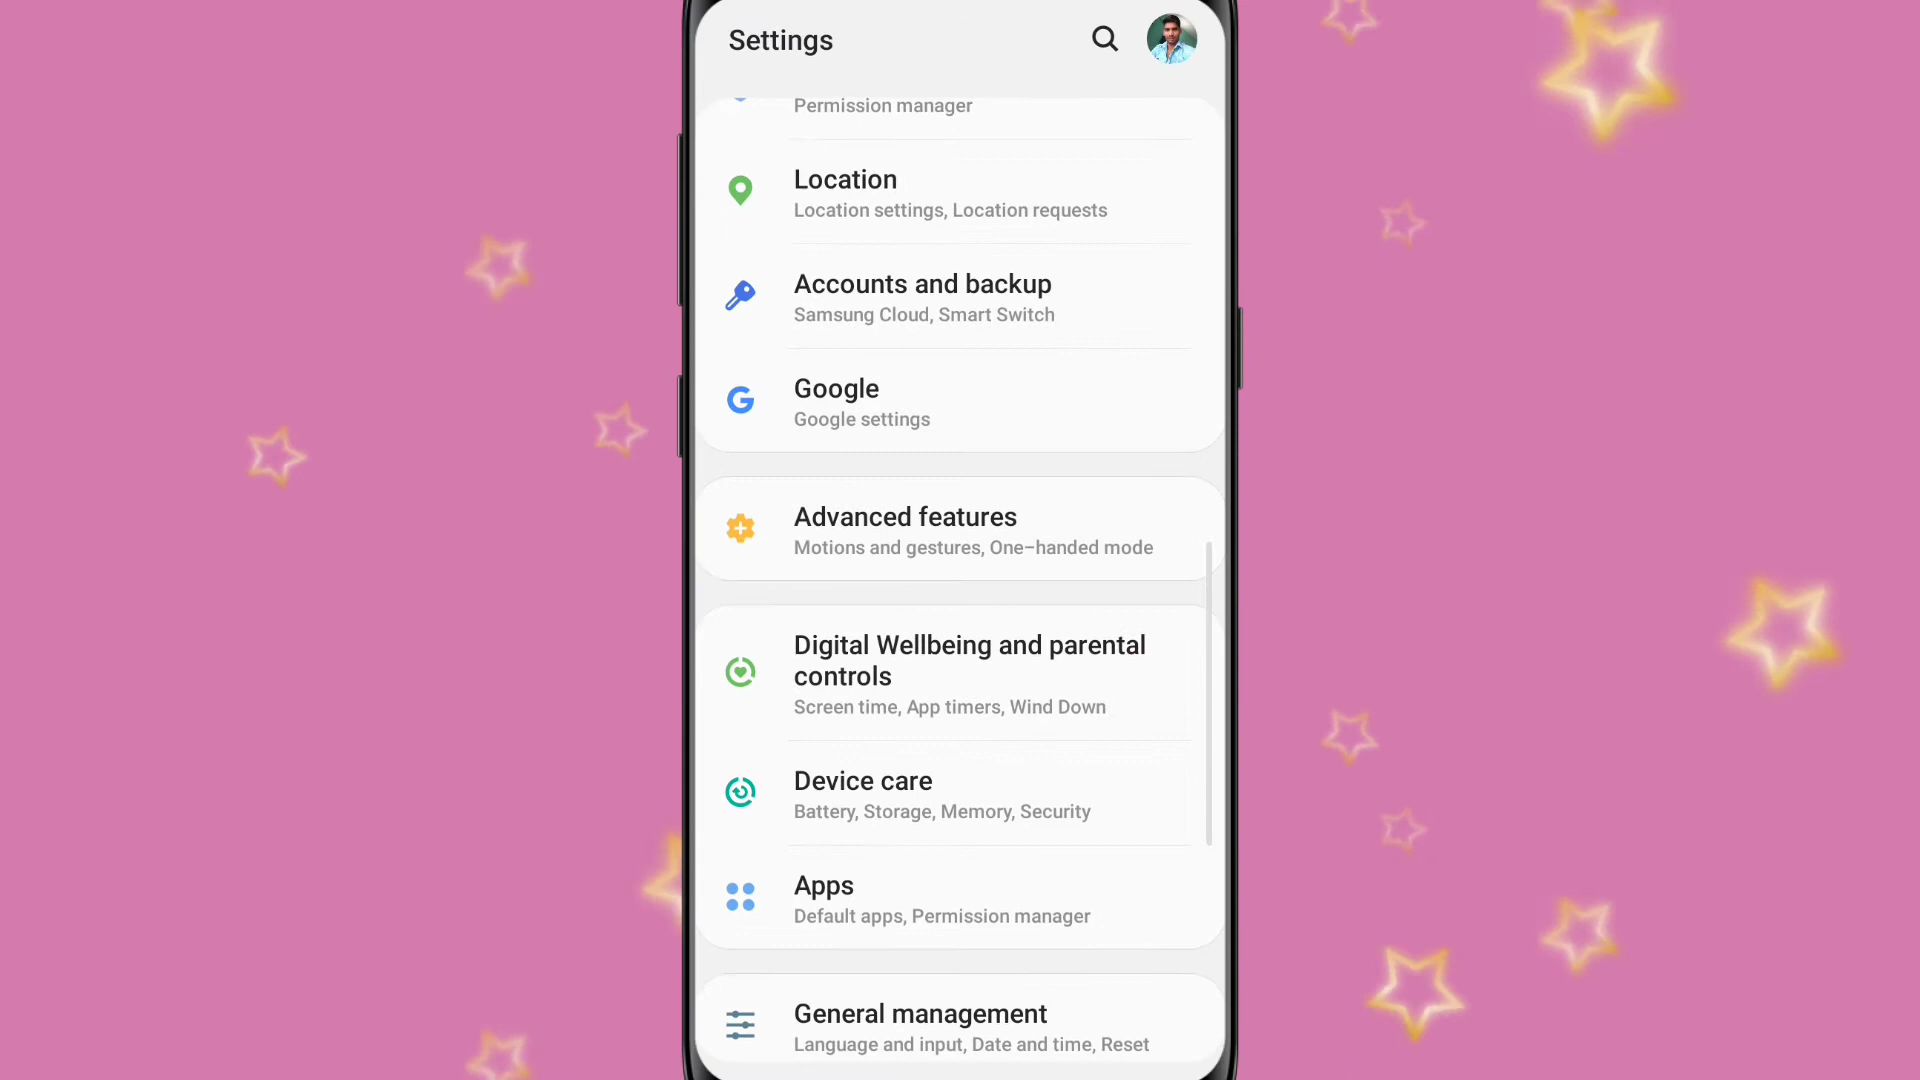 Settings
Permission manager
Location
Location settings, Location requests
Accounts and backup
Samsung Cloud, Smart Switch
Google
Google settings
Advanced features
Motions and gestures, One-handed mode
Digital Wellbeing and parental
controls
Screen time, App timers, Wind Down
Device care
Battery, Storage, Memory, Security
Apps
Default apps, Permission manager
General management
Language and input, Date and time, Reset